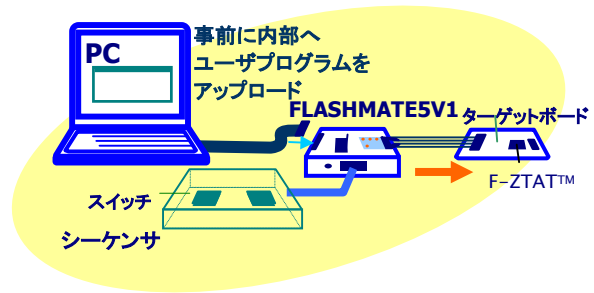 PC
事前に内部へ
ユーザプログラムを
アップロード
FLASHMATE5V1
ターゲットボード
F-ZTAT™
スイッチ
シーケンサ